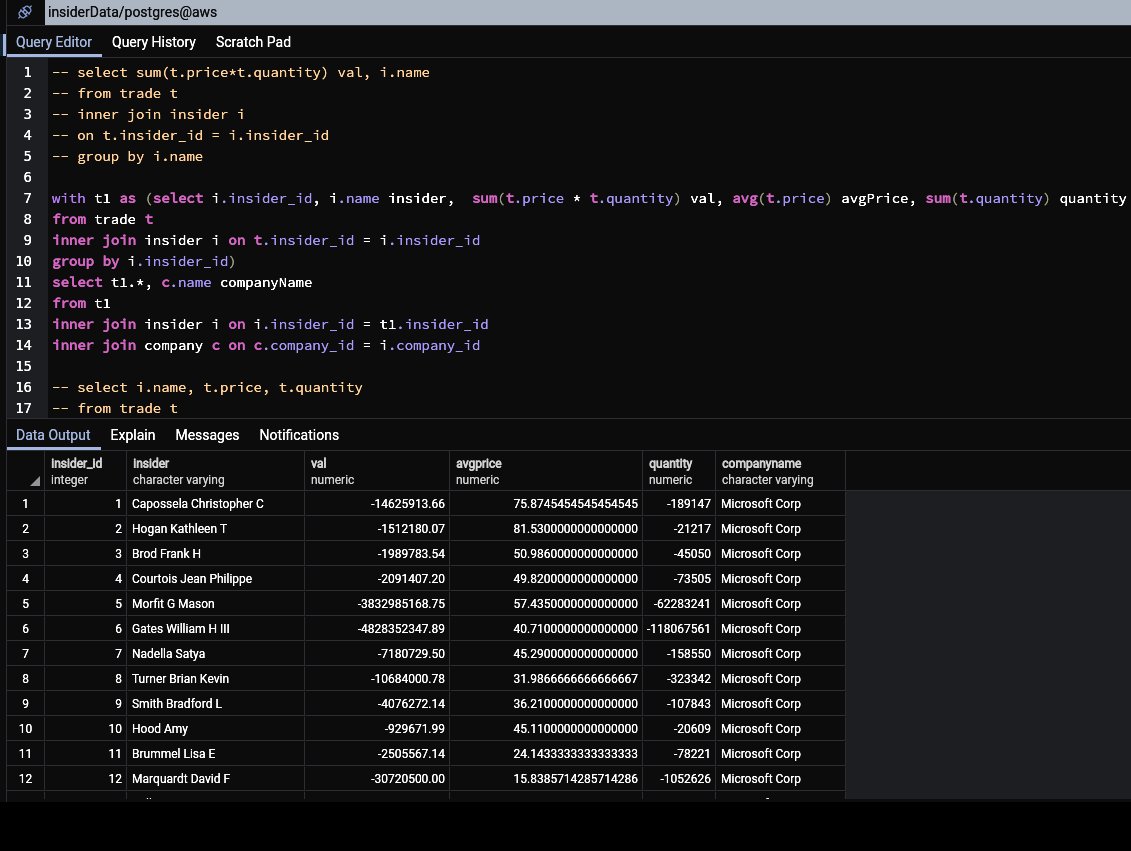 insiderData/postgres@aws
Query Editor Query History Scratch Pad
1 -- select sum(t.price*t.quantity) val, i.name
2 -- from trade t
3 -- inner join insider i
4 -- on t.insider_id = i.insider_id
5 -- group by i.name
6
7 with t1 as (select i.insider_id, i.name insider,  sum(t.price * t.quantity) val, avg(t.price) avgPrice, sum(t.quantity) quantity
8 from trade t
9 inner join insider i on t.insider_id = i.insider_id
10 group by i.insider_id)
11 select t1.*, c.name companyName
12 from t1
13 inner join insider i on i.insider_id = t1.insider_id
14 inner join company c on c.company_id = i.company_id
15
16 -- select i.name, t.price, t.quantity
17 -- from trade t
Data Output Explain Messages Notifications
insider_id insider val avgprice quantity companyname
integer character varying numeric numeric numeric character varying
1 1 Capossela Christopher C -14625913.66 75.8745454545454545 -189147 Microsoft Corp
2 2 Hogan Kathleen T -1512180.07 81.5300000000000000 -21217 Microsoft Corp
3 3 Brod Frank H -1989783.54 50.9860000000000000 -45050 Microsoft Corp
4 4 Courtois Jean Philippe -2091407.20 49.8200000000000000 -73505 Microsoft Corp
5 5 Morfit G Mason -3832985168.75 57.4350000000000000 -62283241 Microsoft Corp
6 6 Gates William H III -4828352347.89 40.7100000000000000 -118067561 Microsoft Corp
7 7 Nadella Satya -7180729.50 45.2900000000000000 -158550 Microsoft Corp
8 8 Turner Brian Kevin -10684000.78 31.9866666666666667 -323342 Microsoft Corp
9 9 Smith Bradford L -4076272.14 36.2100000000000000 -107843 Microsoft Corp
10 10 Hood Amy -929671.99 45.1100000000000000 -20609 Microsoft Corp
11 11 Brummel Lisa E -2505567.14 24.1433333333333333 -78221 Microsoft Corp
12 12 Marquardt David F -30720500.00 15.8385714285714286 -1052626 Microsoft Corp